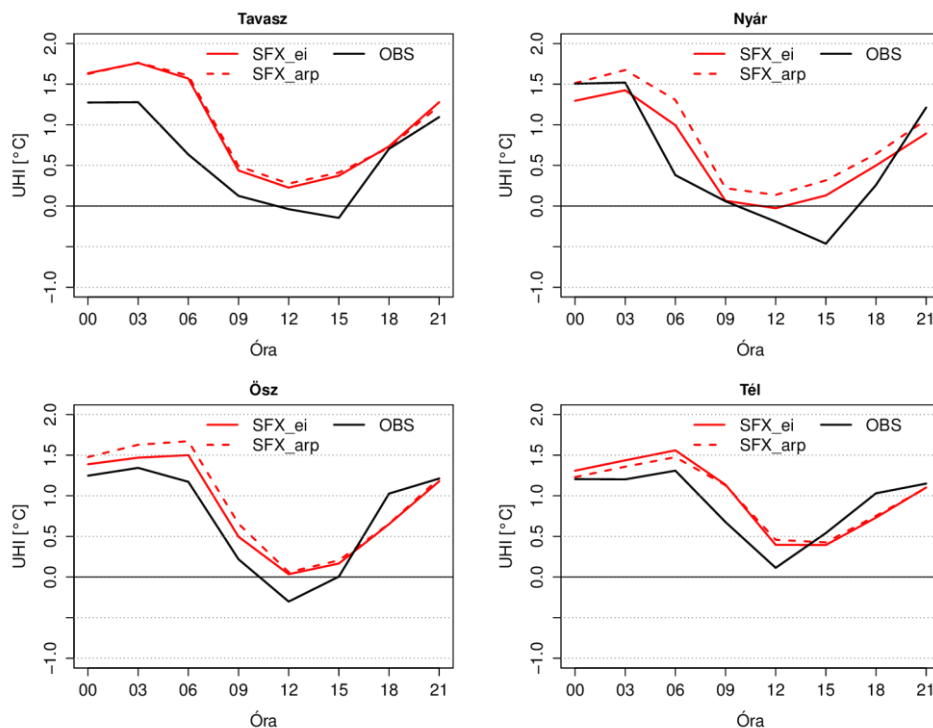 Tavasz
SFX_ei OBS
SFX_arp
UHI [°C]
2.0
1.5
1.0
0.5
0.0
−1.0
00 03 06 09 12 15 18 21
Óra
Nyár
SFX_ei OBS
SFX_arp
UHI [°C]
2.0
1.5
1.0
0.5
0.0
−1.0
00 03 06 09 12 15 18 21
Óra
Ösz
SFX_ei OBS
SFX_arp
UHI [°C]
2.0
1.5
1.0
0.5
0.0
−1.0
00 03 06 09 12 15 18 21
Óra
Tél
SFX_ei OBS
SFX_arp
UHI [°C]
2.0
1.5
1.0
0.5
0.0
−1.0
00 03 06 09 12 15 18 21
Óra